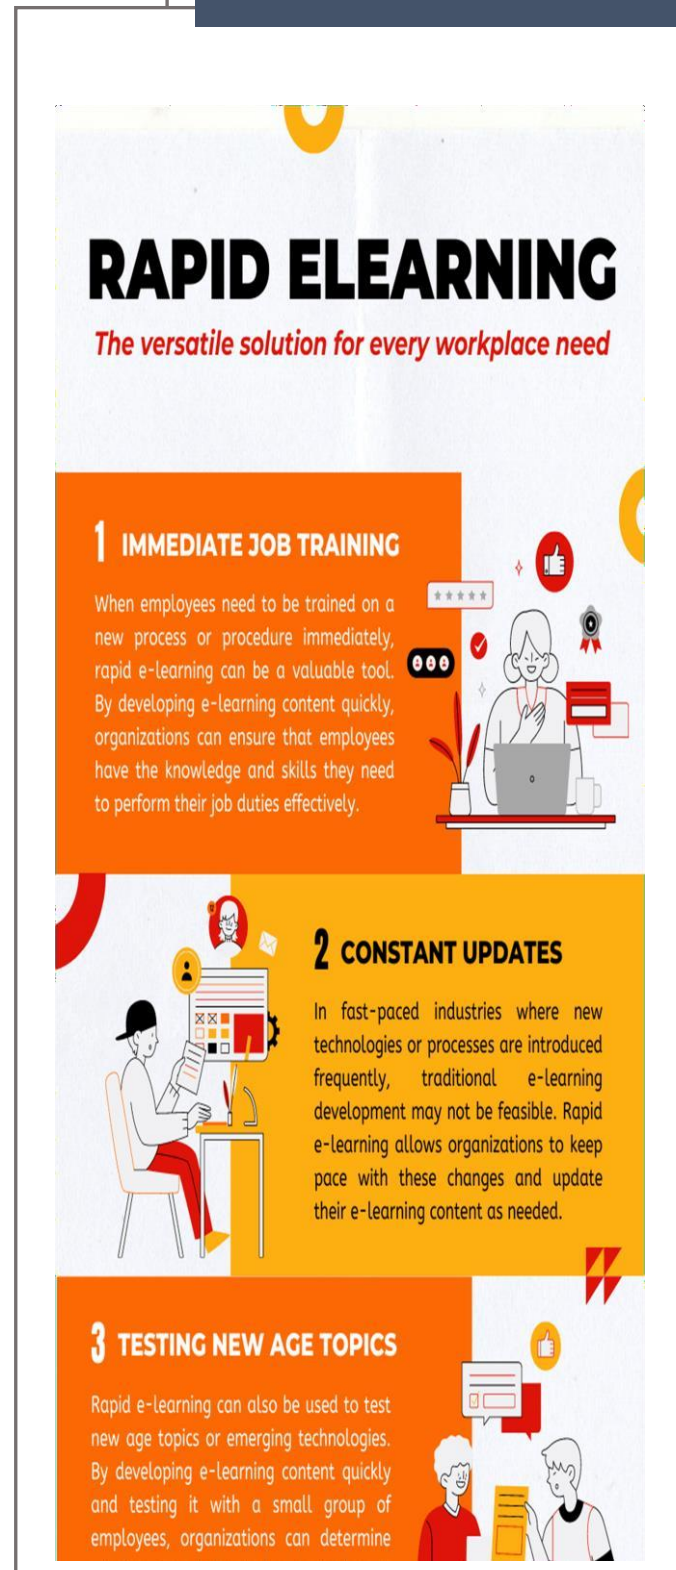 RAPID ELEARNING
The versatile solution for every workplace need
1 IMMEDIATE JOB TRAINING
When employees need to be trained on a
new process or procedure immediately,
rapid e-learning can be a valuable tool.
By developing e-learning content quickly,
organizations can ensure that employees
have the knowledge and skills they need
to perform their job duties effectively.
2 CONSTANT UPDATES
In fast-paced industries where new
technologies or processes are introduced
frequently, traditional e-learning
development may not be feasible. Rapid
e-learning allows organizations to keep
pace with these changes and update
their e-learning content as needed.
3 TESTING NEW AGE TOPICS
Rapid e-learning can also be used to test
new age topics or emerging technologies.
By developing e-learning content quickly
and testing it with a small group of
employees, organizations can determine